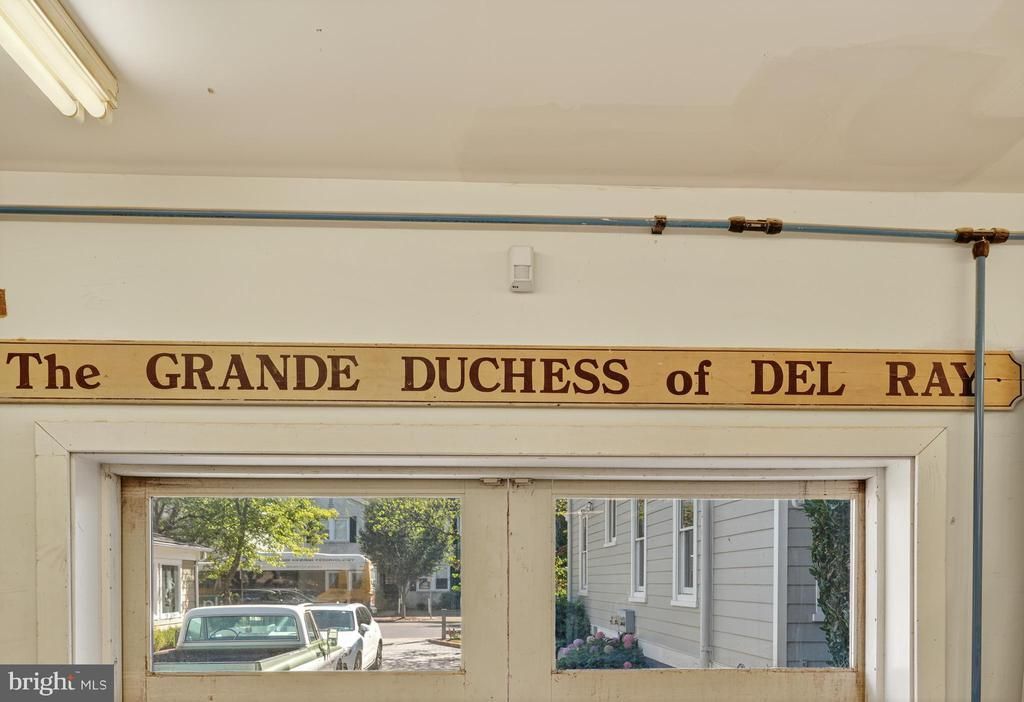 The GRANDE DUCHESS of DEL RAY
bright MLS